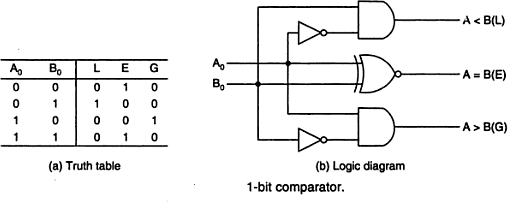 A₀ B₀ L E G
0 0 0 1 0
0 1 1 0 0
1 0 0 0 1
1 1 0 1 0
(a) Truth table
A₀
B₀
A < B(L)
A = B(E)
A > B(G)
(b) Logic diagram
1-bit comparator.